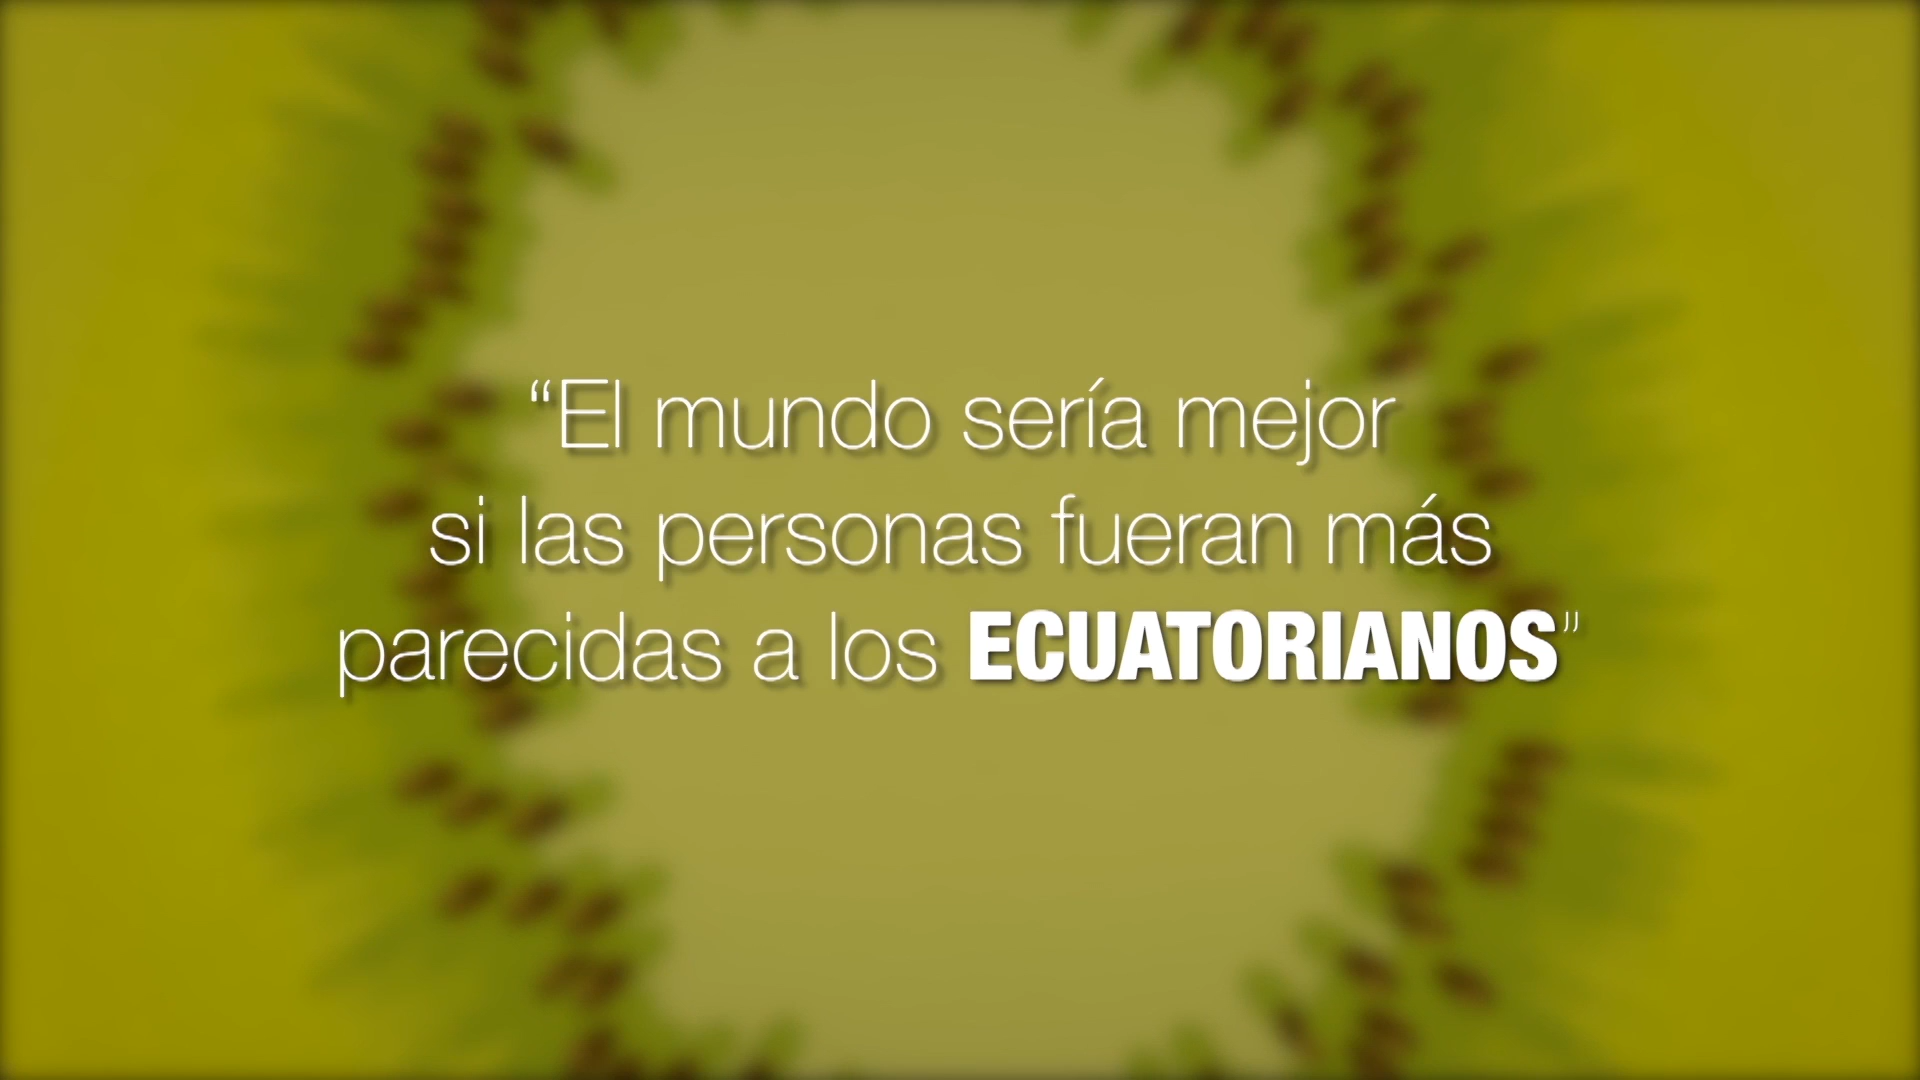 “El mundo sería mejor
si las personas fueran más
parecidas a los ECUATORIANOS”